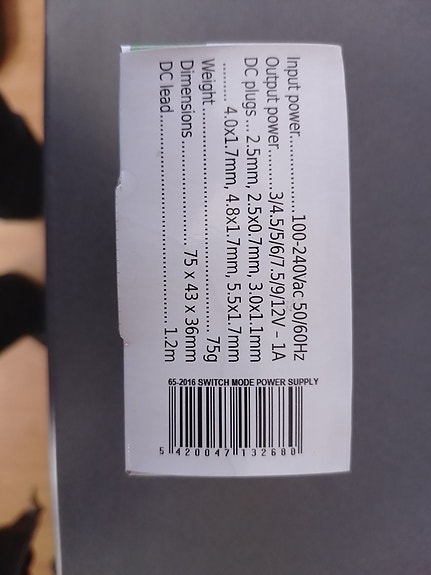 Input power................100-240Vac 50/60Hz
Output power.........3/4.5/5/6/7.5/9/12V - 1A
DC plugs.... 2.5mm, 2.5x0.7mm, 3.0x1.1mm
......... 4.0x1.7mm, 4.8x1.7mm, 5.5x1.7mm
Weight............................................. 75g
Dimensions........................ 75 x 43 x 36mm
DC lead............................................. 1.2m
65-2016 SWITCH MODE POWER SUPPLY
5 420047 132680